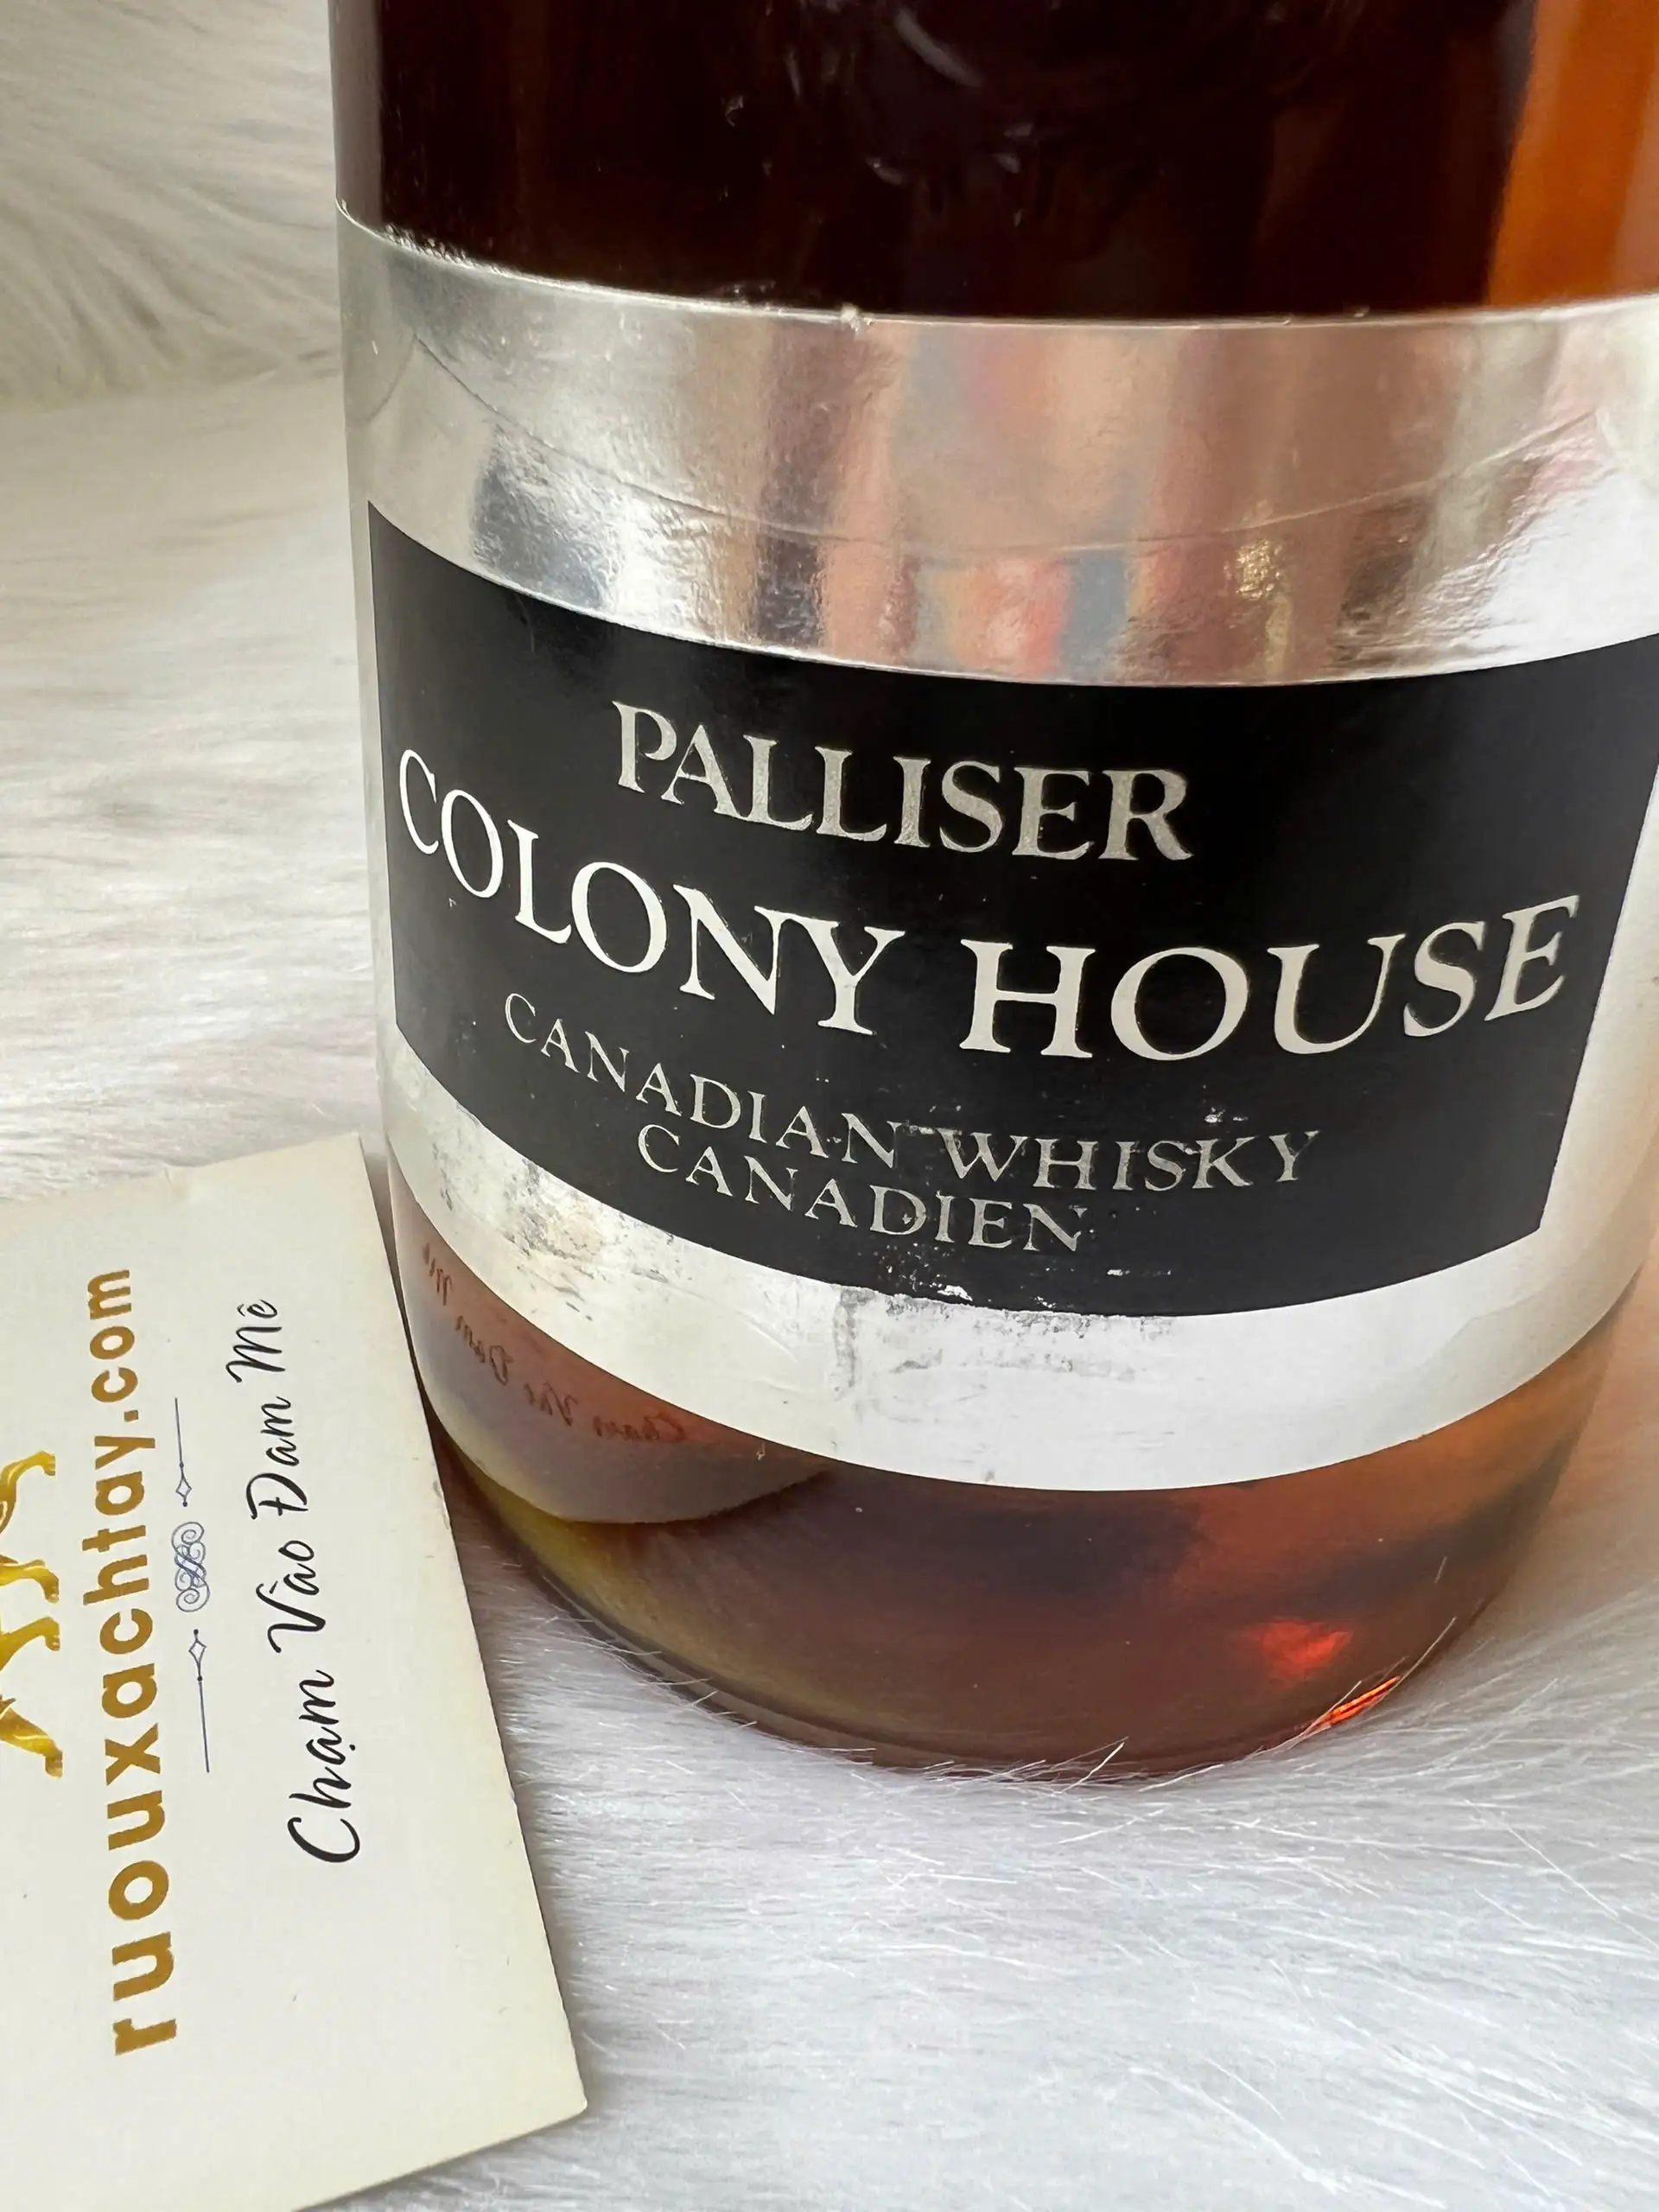 PALLISER
COLONY HOUSE
CANADIAN WHISKY
CANADIEN
ruouxachtay.com
Chạm Vào Đam Mê